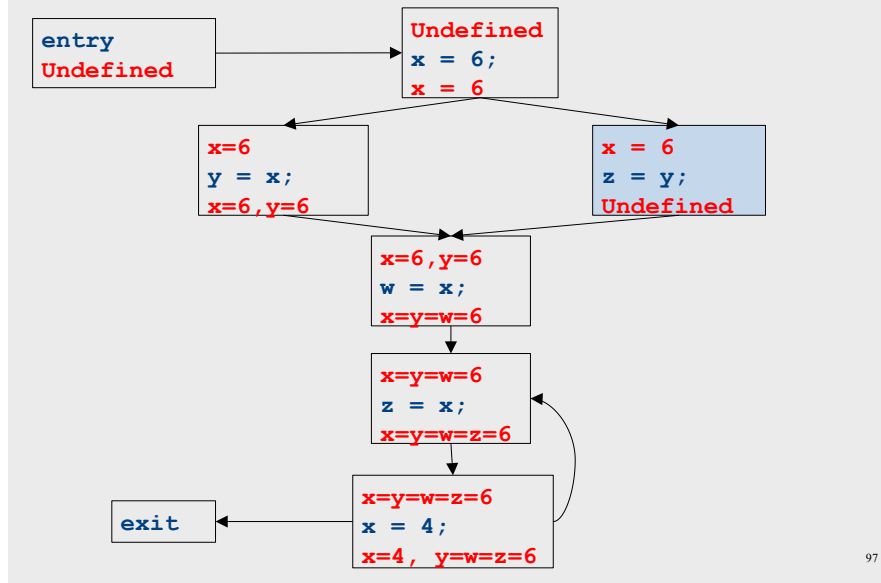 entry
Undefined
Undefined
x = 6;
x = 6
x=6
y = x;
x=6,y=6
x = 6
z = y;
Undefined
x=6,y=6
w = x;
x=y=w=6
x=y=w=6
z = x;
x=y=w=z=6
x=y=w=z=6
x = 4;
x=4, y=w=z=6
exit
97